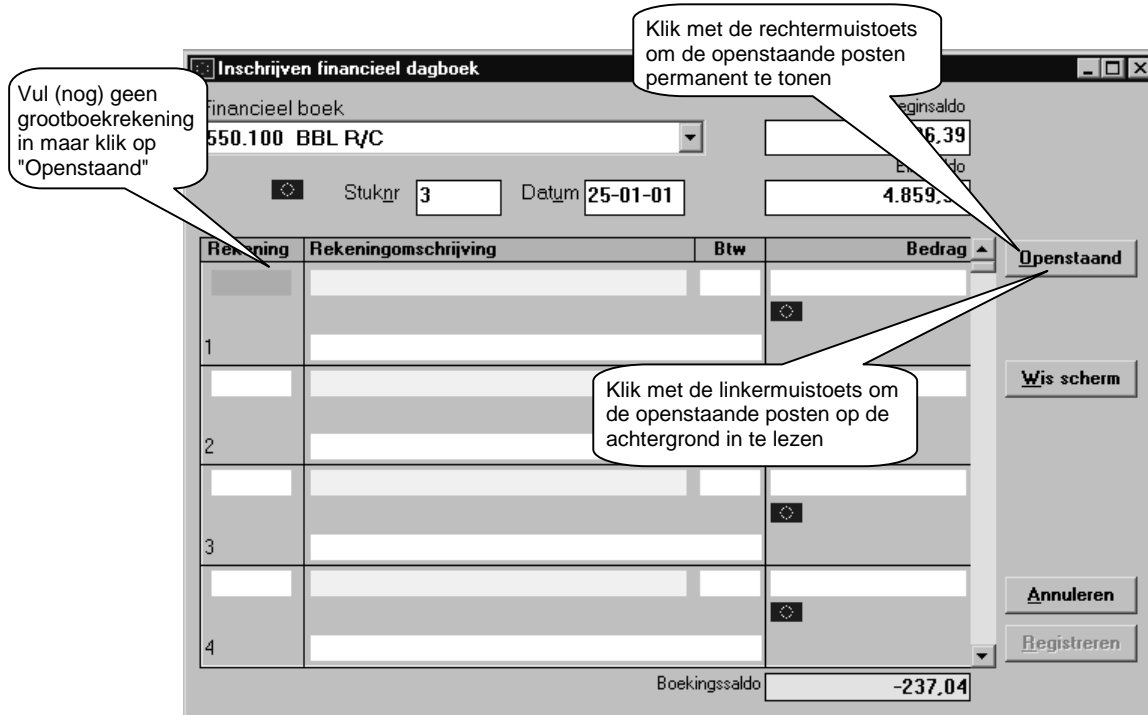 Klik met de rechtermuistoets
om de openstaande posten
permanent te tonen
Inschrijven financieel dagboek
Vul (nog) geen
grootboekrekening
in maar klik op
"Openstaand"
Financieel boek
550.100 BBL R/C
6,39
Stuknr 3 Datum 25-01-01
4.859,
Rekening Rekeningomschrijving Btw Bedrag
Openstaand
1
Wis scherm
Klik met de linkermuistoets om
de openstaande posten op de
achtergrond in te lezen
2
3
4
Annuleren
Registreren
Boekingssaldo -237,04